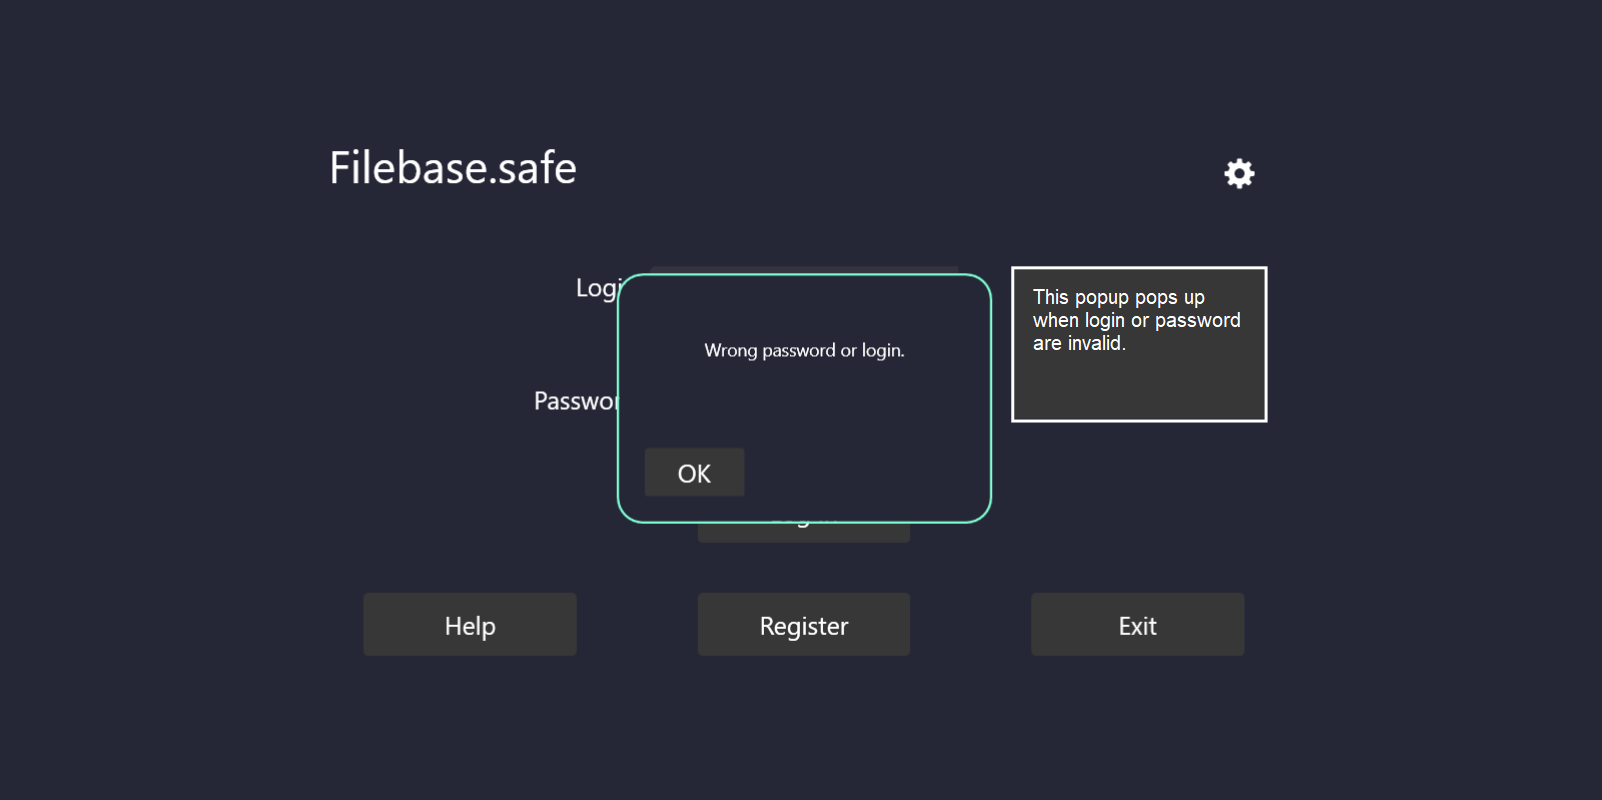 Filebase.safe
Logi
This popup pops up
when login or password
are invalid.
Wrong password or login.
Passwor
OK
Help
Register
Exit